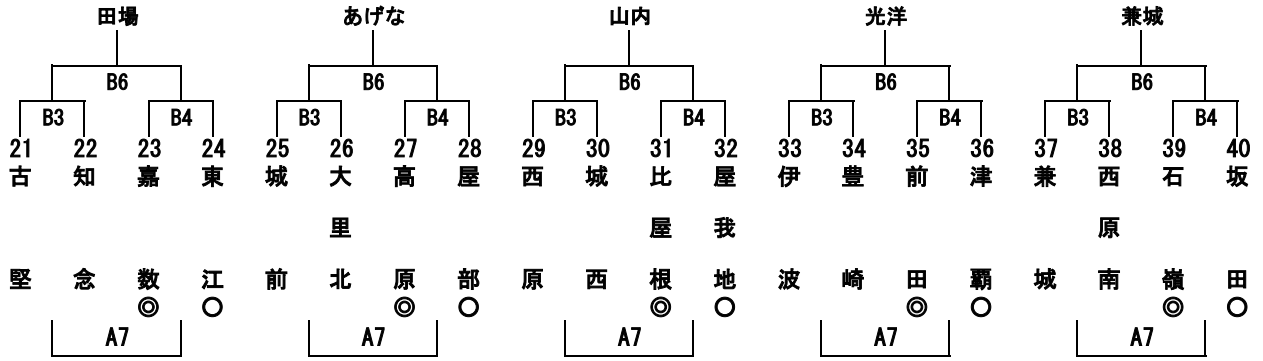 田場 あげな 山内 光洋 兼城
B6 B6 B6 B6 B6
B3 B4 B3 B4 B3 B4 B3 B4 B3 B4
21 22 23 24 25 26 27 28 29 30 31 32 33 34 35 36 37 38 39 40
古堅 知念 嘉数 東江 城前 大里北 高原 屋部 西原 城西 比屋根 屋我地 伊波 豊崎 前田 津覇 兼城 西原南 石嶺 坂田
◎ ○ ◎ ○ ◎ ○ ◎ ○ ◎ ○
A7 A7 A7 A7 A7